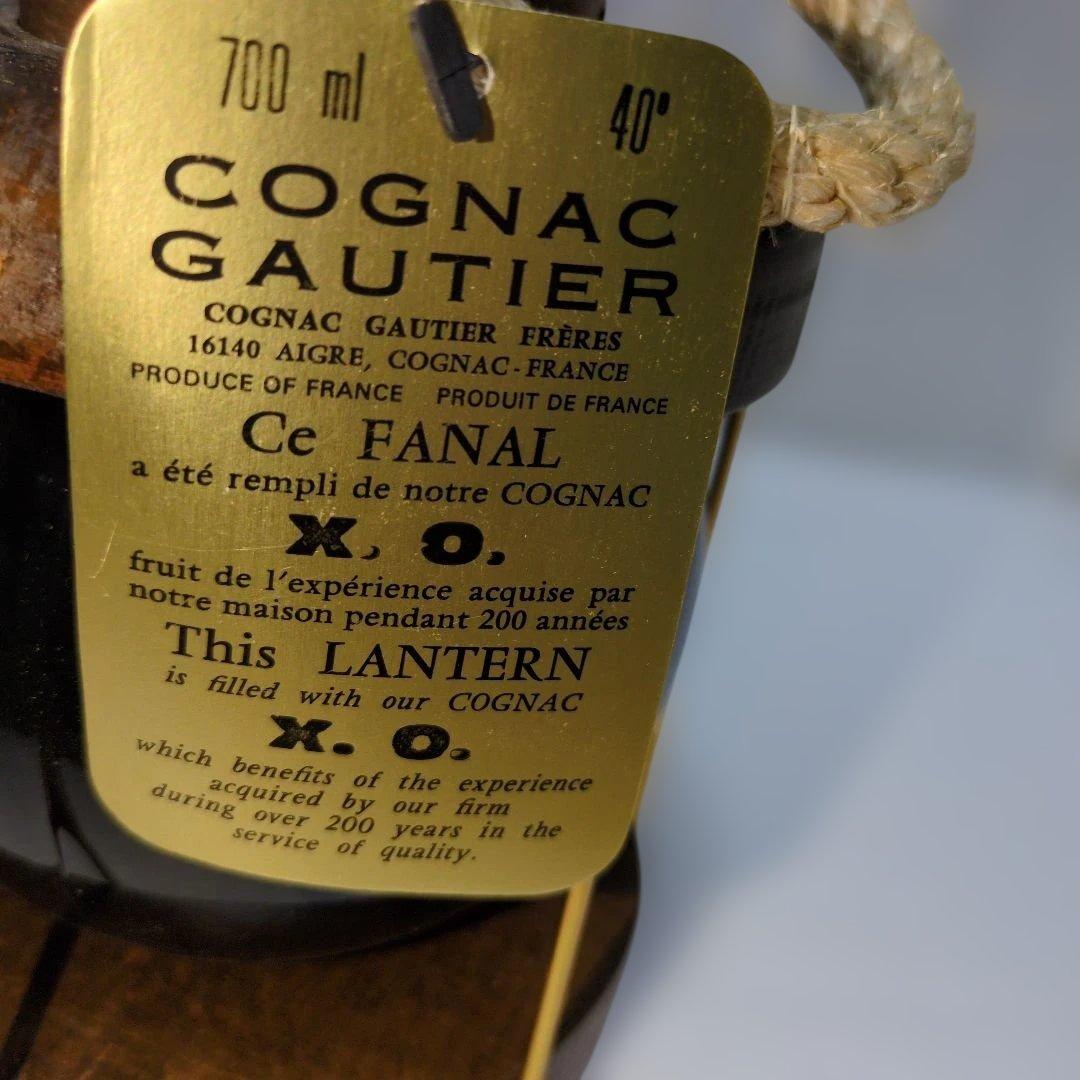 700 ml 40°
COGNAC
GAUTIER
COGNAC GAUTIER FRÈRES
16140 AIGRE, COGNAC-FRANCE
PRODUCE OF FRANCE PRODUIT DE FRANCE
Ce FANAL
a été rempli de notre COGNAC
X. O.
fruit de l'expérience acquise par
notre maison pendant 200 années
This LANTERN
is filled with our COGNAC
X. O.
which benefits of the experience
acquired by our firm
during over 200 years in the
service of quality.